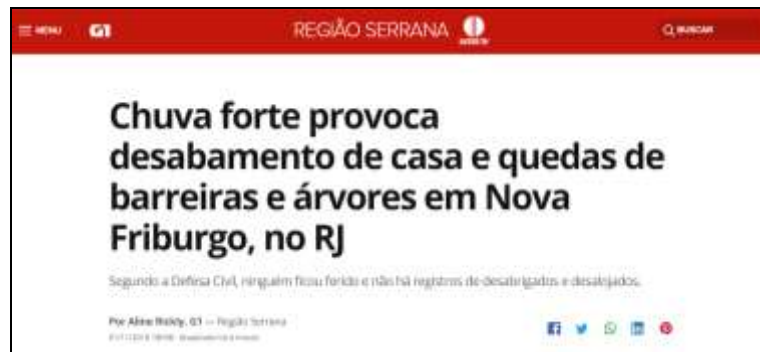 MENU G1 REGIÃO SERRANA BUSCAR
Chuva forte provoca
desabamento de casa e quedas de
barreiras e árvores em Nova
Friburgo, no RJ
Segundo a Defesa Civil, ninguém ficou ferido e não há registros de desabrigados e desalojados.
Por Aline Rickly, G1 — Região Serrana